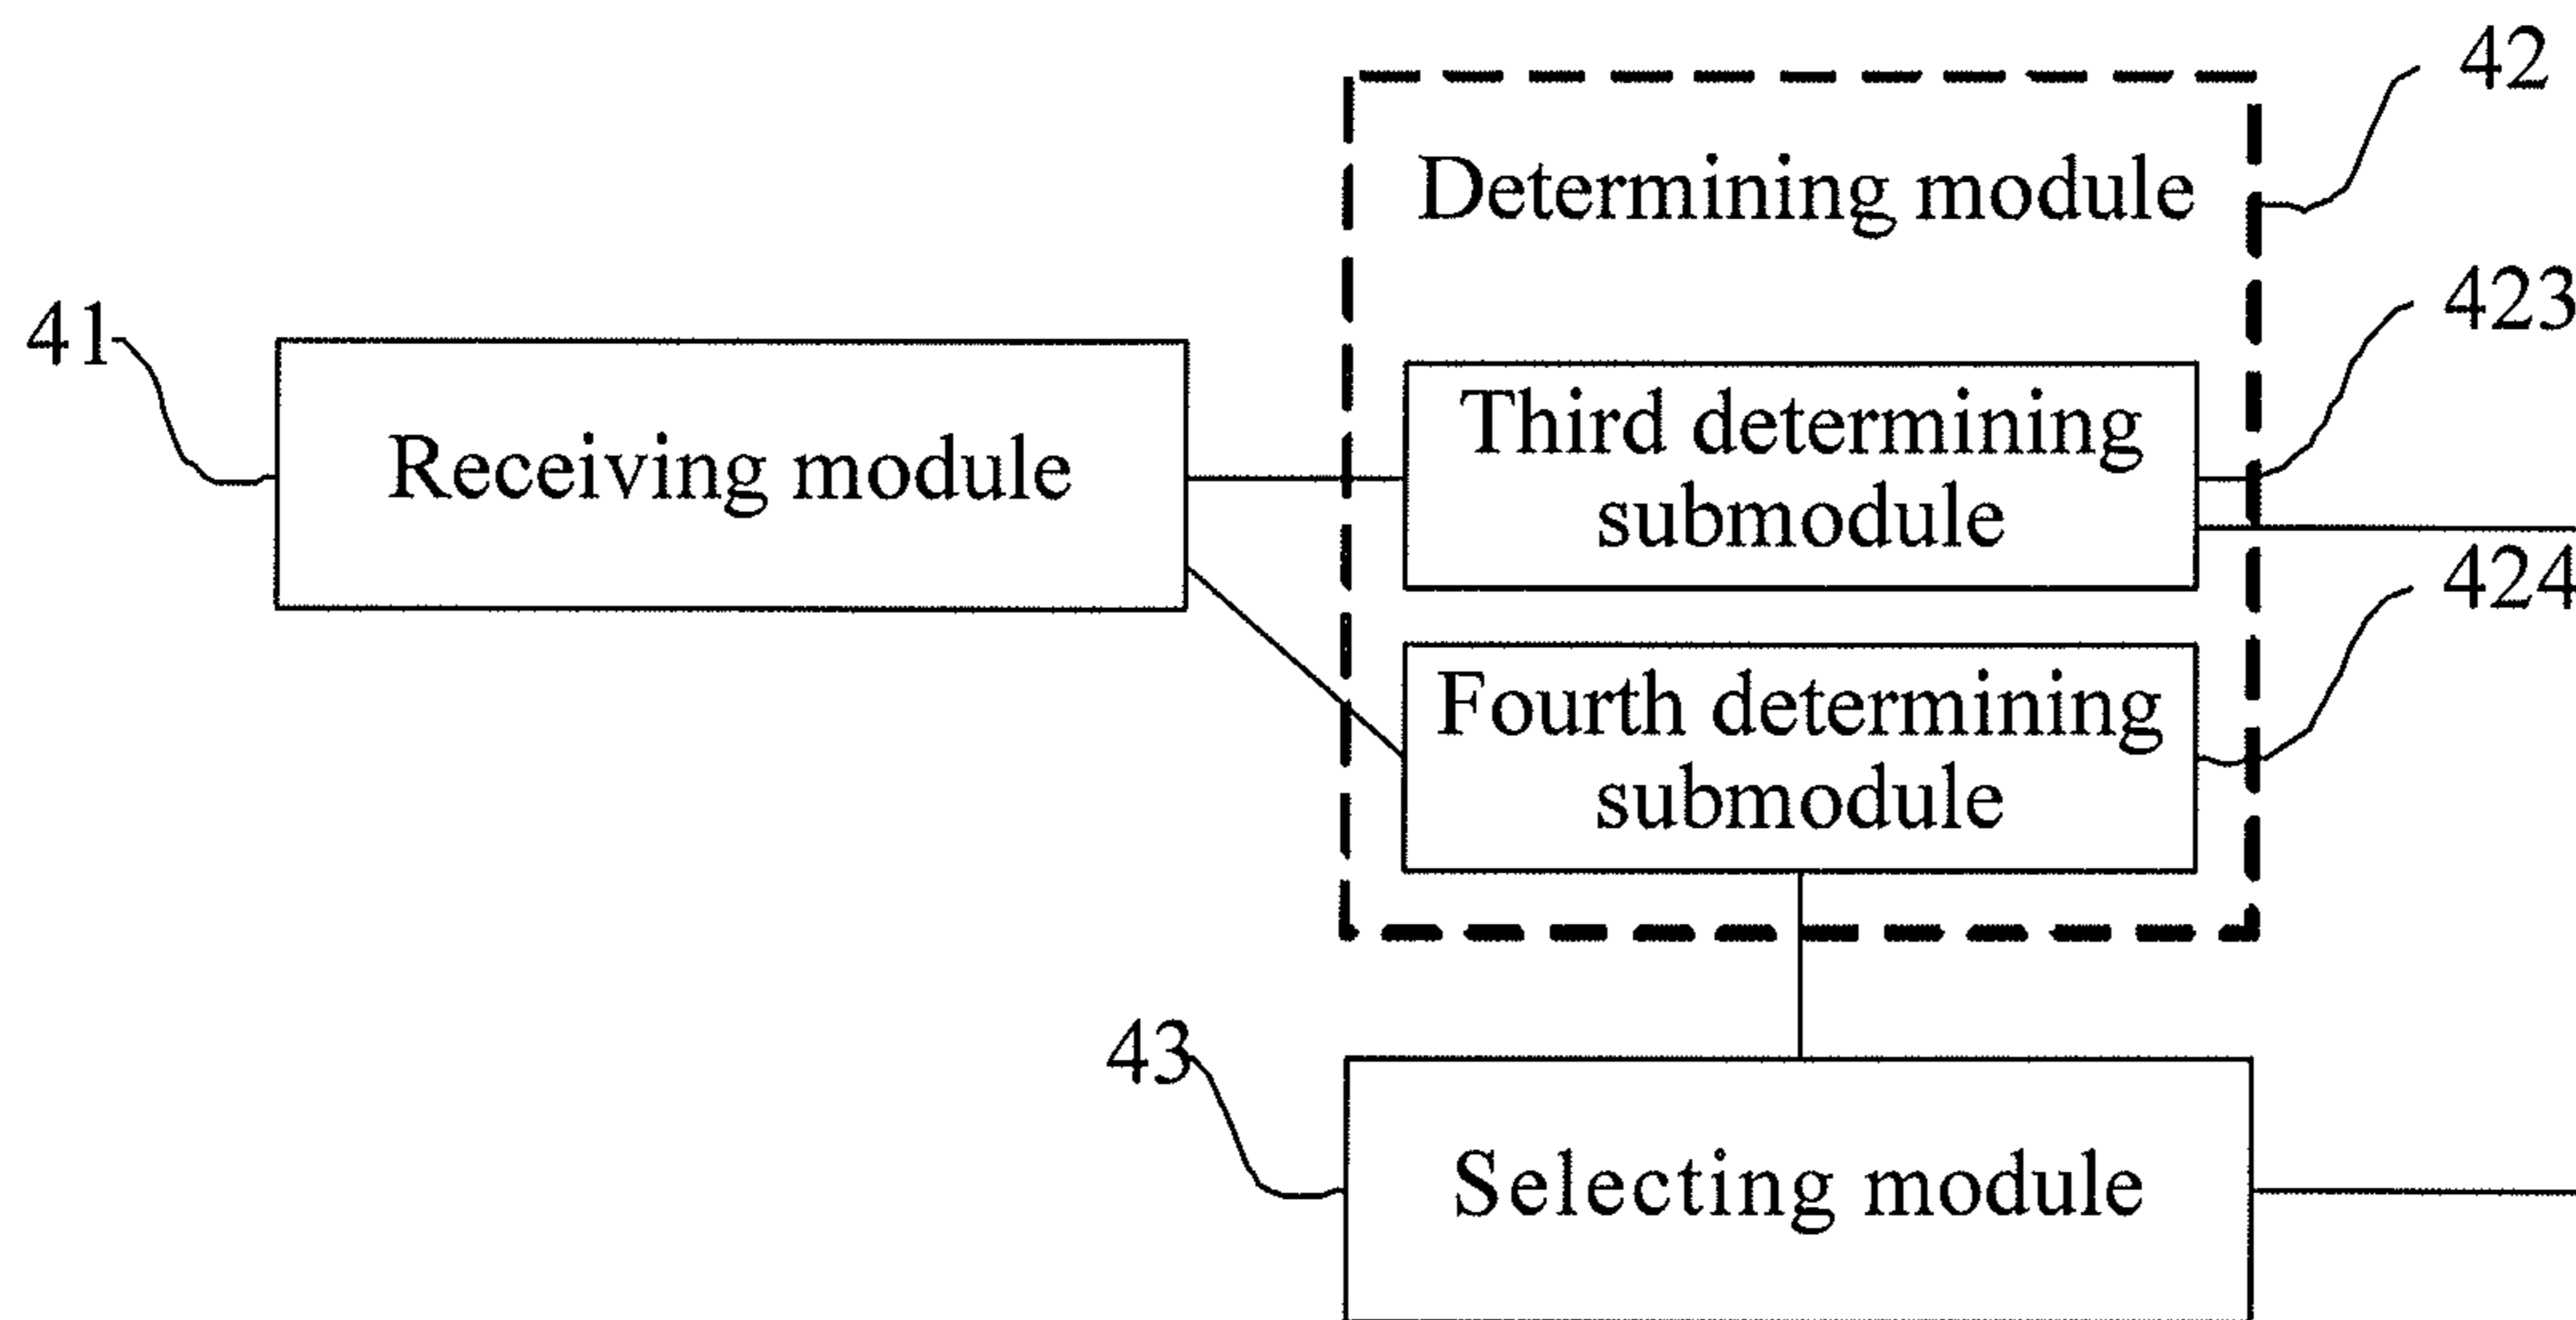 42
Determining module
423
41
Third determining
submodule
Receiving module
424
Fourth determining
submodule
43
Selecting module